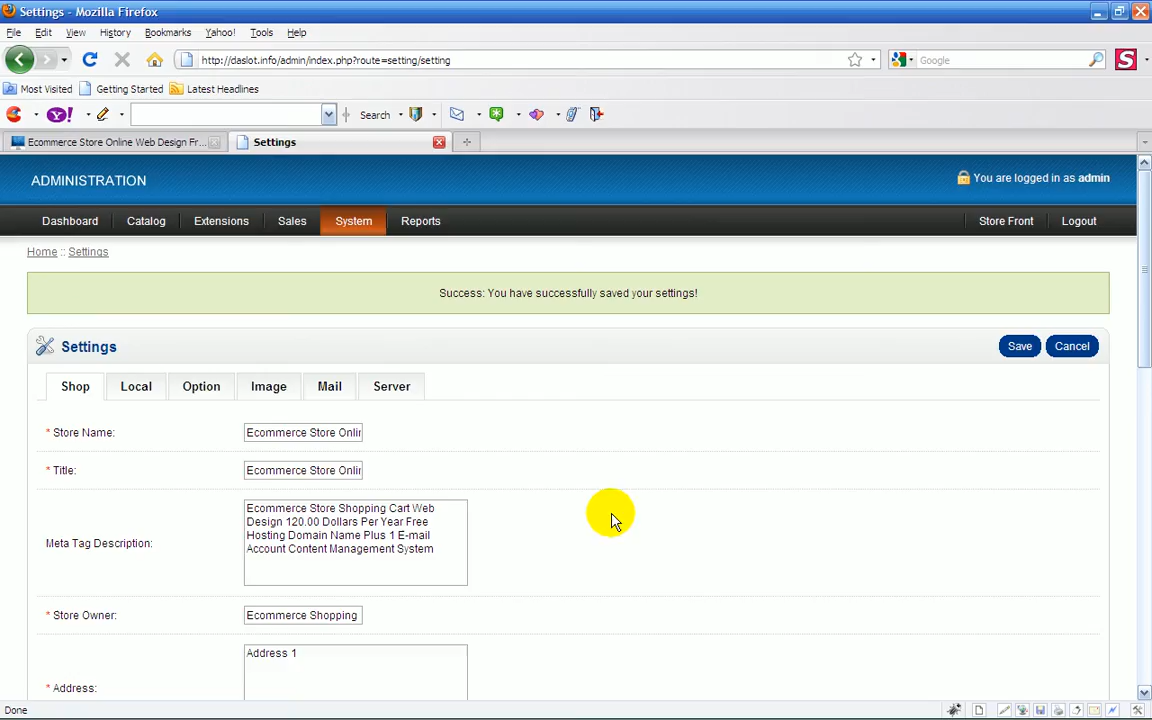 Settings - Mozilla Firefox
File Edit View History Bookmarks Yahoo! Tools Help
http://daslot.info/admin/index.php?route=setting/setting
Google
S
Most Visited Getting Started Latest Headlines
Y! Search
Ecommerce Store Online Web Design Fr... Settings
ADMINISTRATION
You are logged in as admin
Dashboard Catalog Extensions Sales System Reports Store Front Logout
Home :: Settings
Success: You have successfully saved your settings!
Settings
Save Cancel
Shop Local Option Image Mail Server
* Store Name: Ecommerce Store Onlin
* Title: Ecommerce Store Onlin
Meta Tag Description:
Ecommerce Store Shopping Cart Web
Design 120.00 Dollars Per Year Free
Hosting Domain Name Plus 1 E-mail
Account Content Management System
* Store Owner: Ecommerce Shopping
Address 1
* Address:
Done